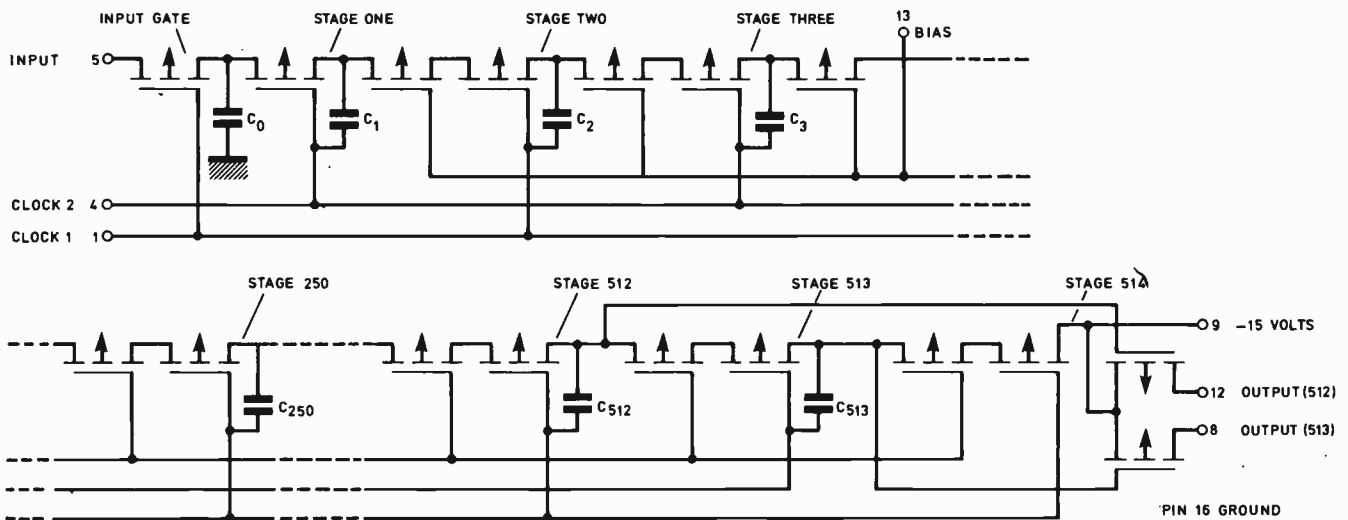 INPUT GATE
STAGE ONE
STAGE TWO
STAGE THREE
13
BIAS
INPUT
5
C0
C1
C2
C3
CLOCK 2 4
CLOCK 1 1
STAGE 250
STAGE 512
STAGE 513
STAGE 514
9 -15 VOLTS
C250
C512
C513
12 OUTPUT (512)
8 OUTPUT (513)
PIN 16 GROUND